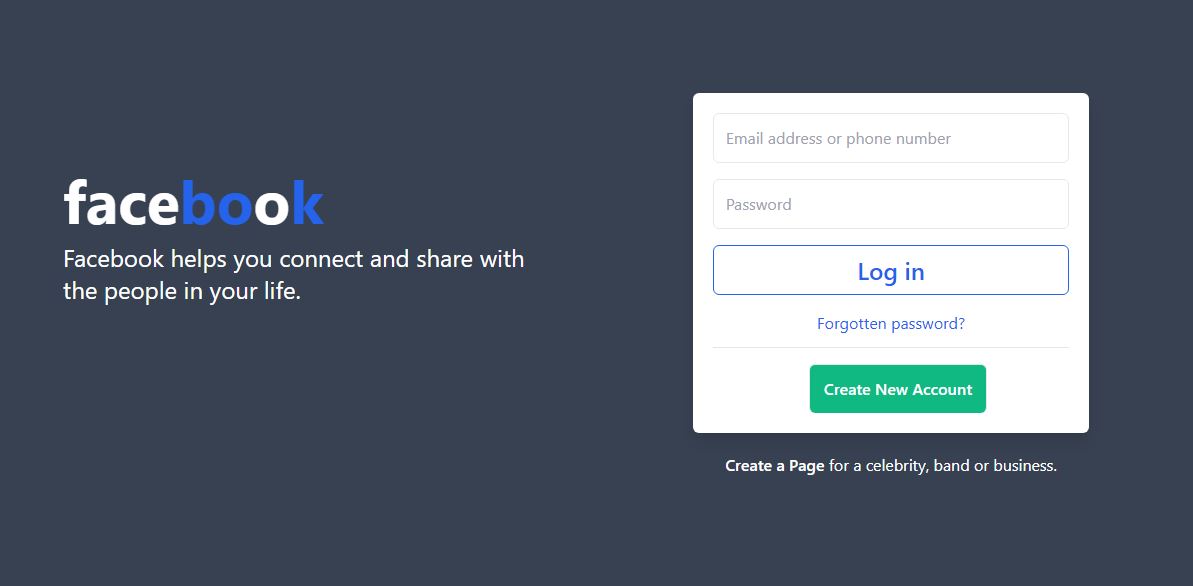 facebook
Facebook helps you connect and share with
the people in your life.
Email address or phone number
Password
Log in
Forgotten password?
Create New Account
Create a Page for a celebrity, band or business.